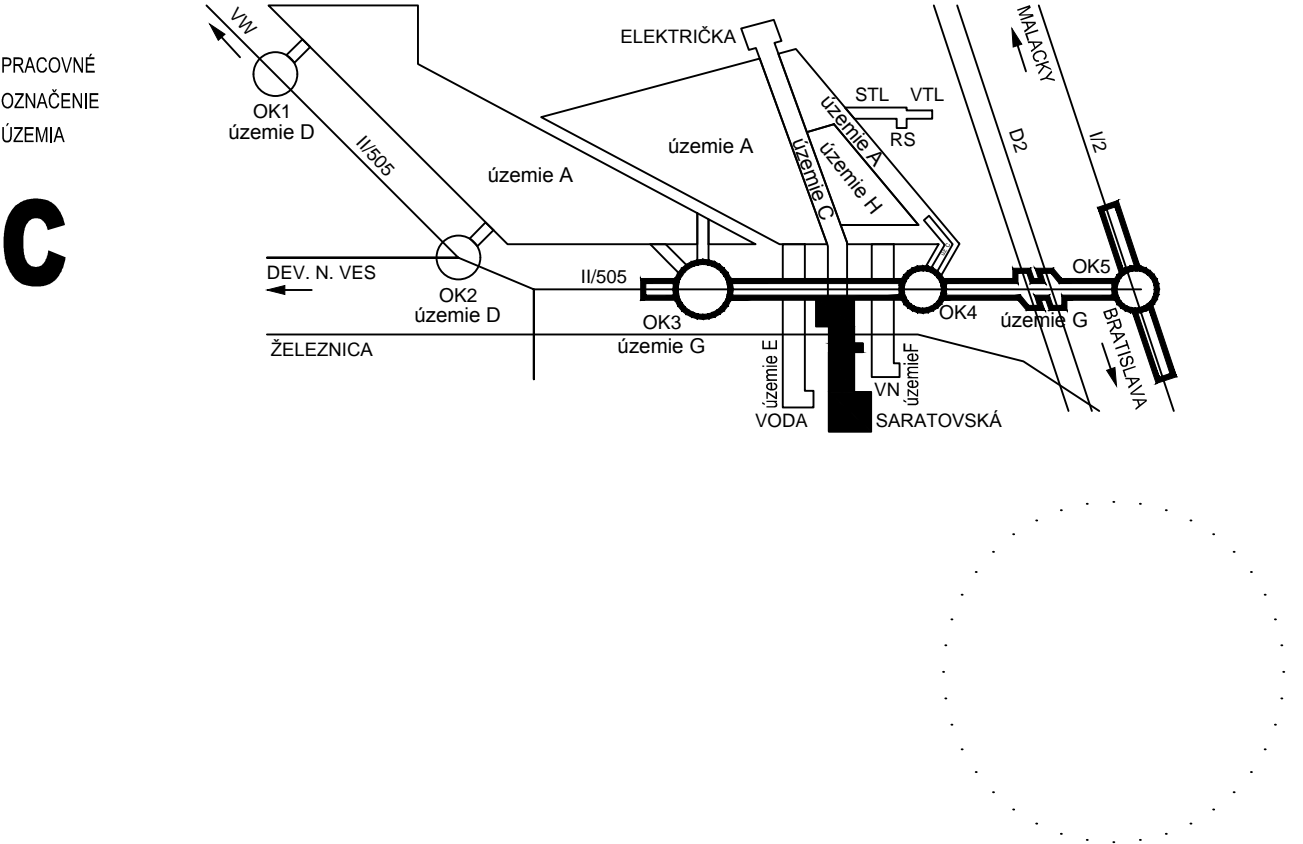 PRACOVNÉ
OZNAČENIE
ÚZEMIA
C
VW
OK1
územie D
II/505
DEV. N. VES
OK2
územie D
ŽELEZNICA
územie A
územie A
ELEKTRIČKA
územie C
územie H
územie A
STL VTL
RS
D2
I/2
MALACKY
II/505
OK3
územie G
OK4
OK5
územie G
BRATISLAVA
územie E
VODA
VN
územieF
SARATOVSKÁ